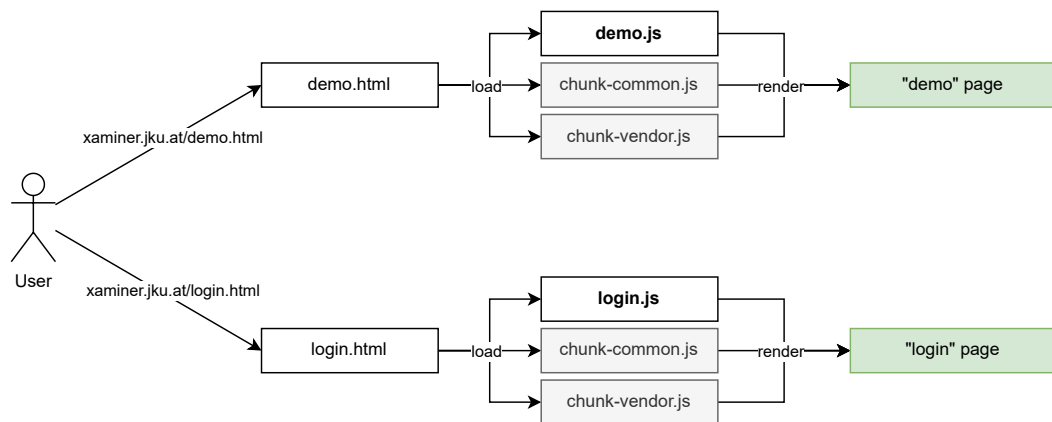 demo.js
demo.html
load
chunk-common.js
render
"demo" page
chunk-vendor.js
xaminer.jku.at/demo.html
User
xaminer.jku.at/login.html
login.js
login.html
load
chunk-common.js
render
"login" page
chunk-vendor.js